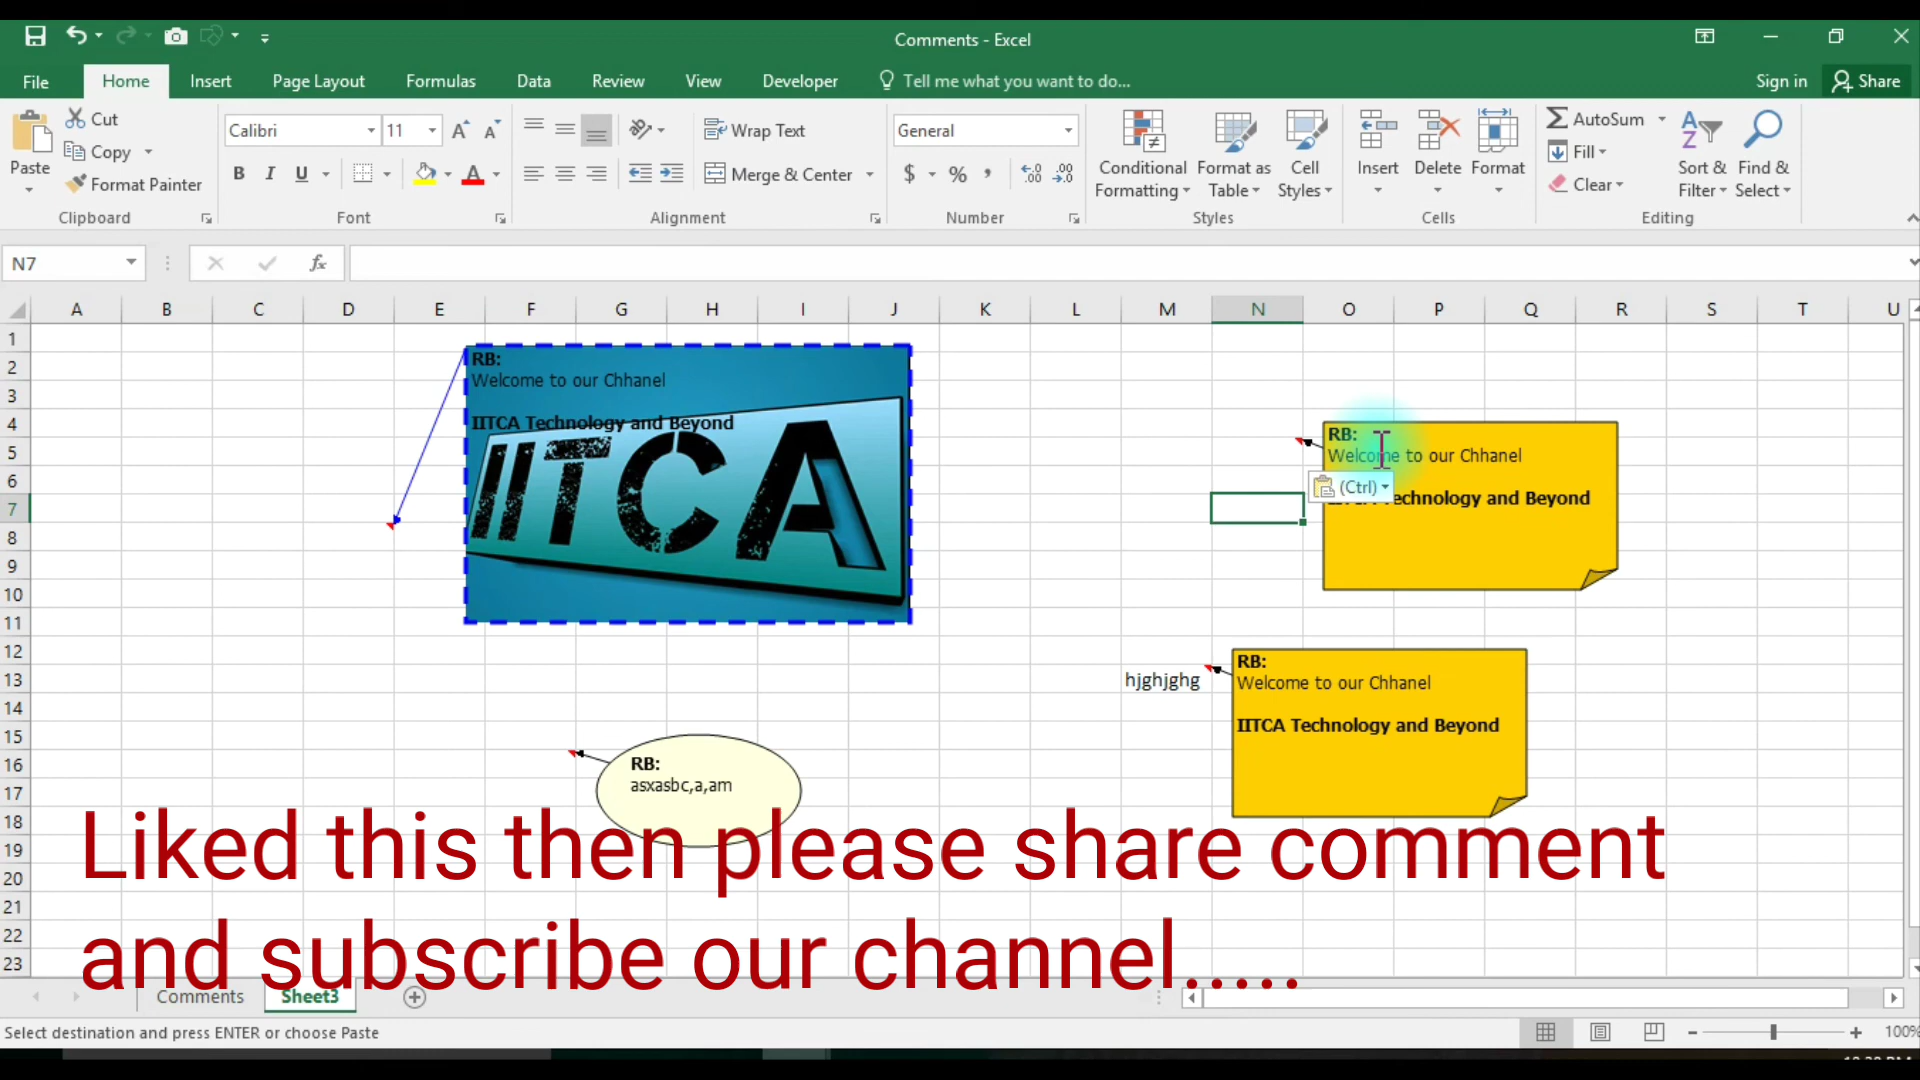 Comments - Excel
File Home Insert Page Layout Formulas Data Review View Developer Tell me what you want to do... Sign in Share
Paste Cut Copy Format Painter Clipboard
Calibri 11 B I U A Font
Wrap Text Merge & Center Alignment
General $ % , Number
Conditional Formatting Format as Table Cell Styles Styles
Insert Delete Format Cells
AutoSum Fill Clear Sort & Filter Find & Select Editing
N7 fx
A B C D E F G H I J K L M N O P Q R S T U
1
2
3
4
5
6
7
8
9
10
11
12
13
14
15
16
17
18
19
20
21
22
23
RB:
Welcome to our Chhanel
IITCA Technology and Beyond
IITCA
RB:
Welcome to our Chhanel
(Ctrl) echnology and Beyond
hjghjghg
RB:
Welcome to our Chhanel
IITCA Technology and Beyond
RB:
asxasbc,a,am
Liked this then please share comment
and subscribe our channel.....
Comments Sheet3
Select destination and press ENTER or choose Paste
100%